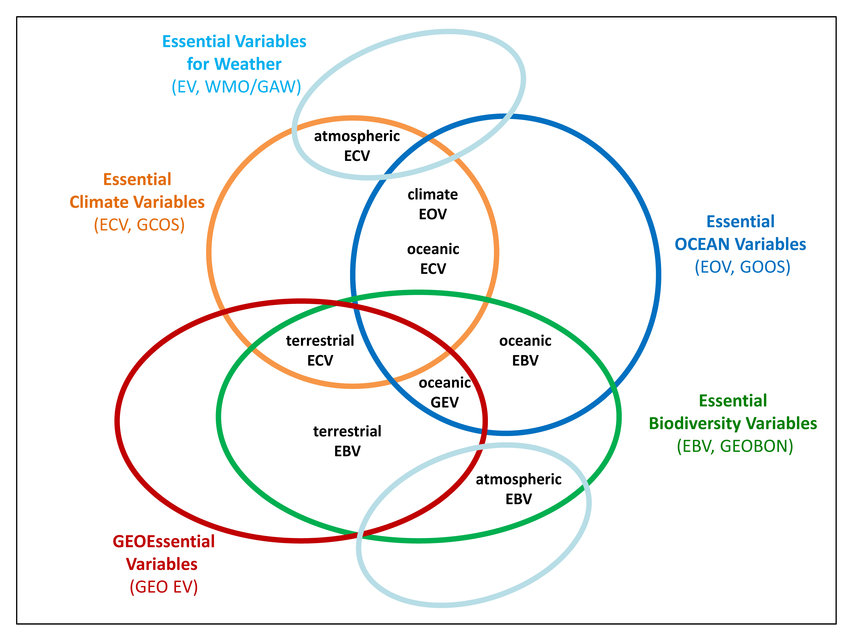 Essential Variables
for Weather
(EV, WMO/GAW)
atmospheric
ECV
Essential
Climate Variables
(ECV, GCOS)
climate
EOV
oceanic
ECV
Essential
OCEAN Variables
(EOV, GOOS)
terrestrial
ECV
oceanic
EBV
oceanic
GEV
terrestrial
EBV
Essential
Biodiversity Variables
(EBV, GEOBON)
atmospheric
EBV
GEOEssential
Variables
(GEO EV)